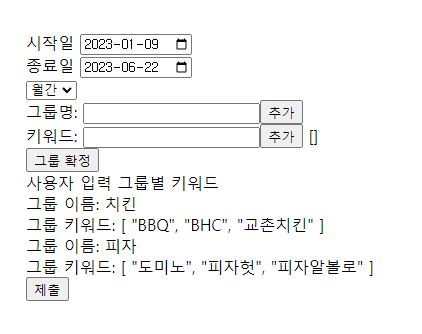 시작일 2023-01-09
종료일 2023-06-22
월간
그룹명: 추가
키워드: 추가 []
그룹 확정
사용자 입력 그룹별 키워드
그룹 이름: 치킨
그룹 키워드: [ "BBQ", "BHC", "교촌치킨" ]
그룹 이름: 피자
그룹 키워드: [ "도미노", "피자헛", "피자알볼로" ]
제출